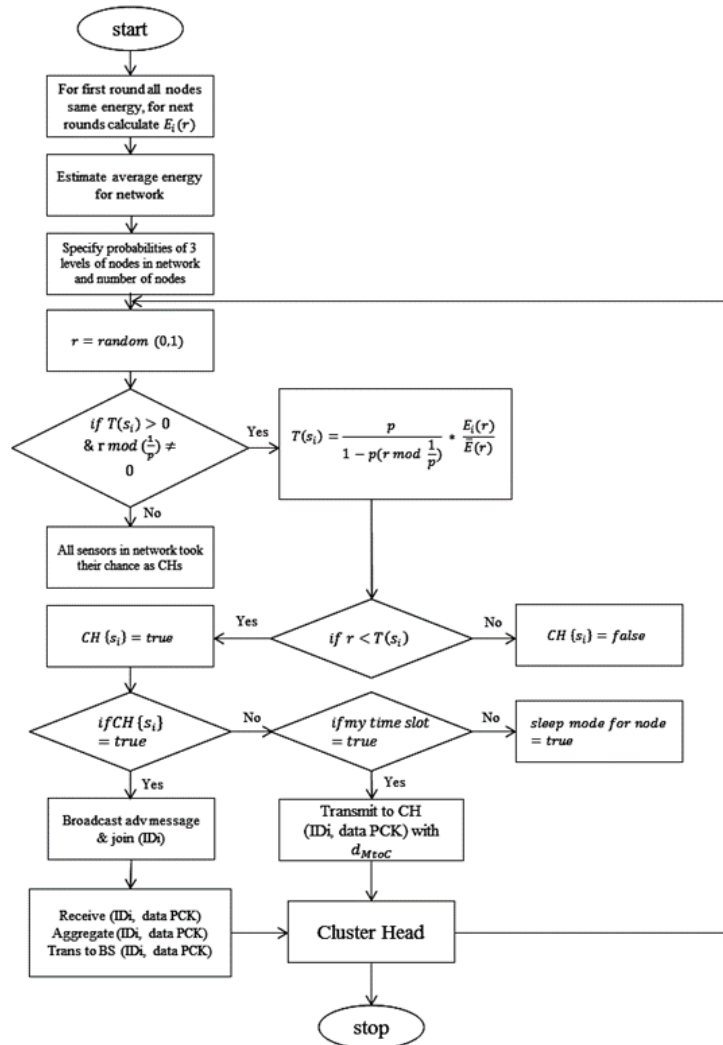 start
For first round all nodes
same energy, for next
rounds calculate E_i(r)
Estimate average energy
for network
Specify probabilities of 3
levels of nodes in network
and number of nodes
r = random (0,1)
if T(s_i) > 0
& r mod (1/p) ≠
0
Yes
T(s_i) = p / (1 − p(r mod 1/p)) * E_i(r) / Ē(r)
No
All sensors in network took
their chance as CHs
CH {s_i} = true
Yes
if r < T(s_i)
No
CH {s_i} = false
ifCH {s_i}
= true
No
if my time slot
= true
No
sleep mode for node
= true
Yes
Yes
Broadcast adv message
& join (IDi)
Transmit to CH
(IDi, data PCK) with
d_MtoC
Receive (IDi, data PCK)
Aggregate (IDi, data PCK)
Trans to BS (IDi, data PCK)
Cluster Head
stop